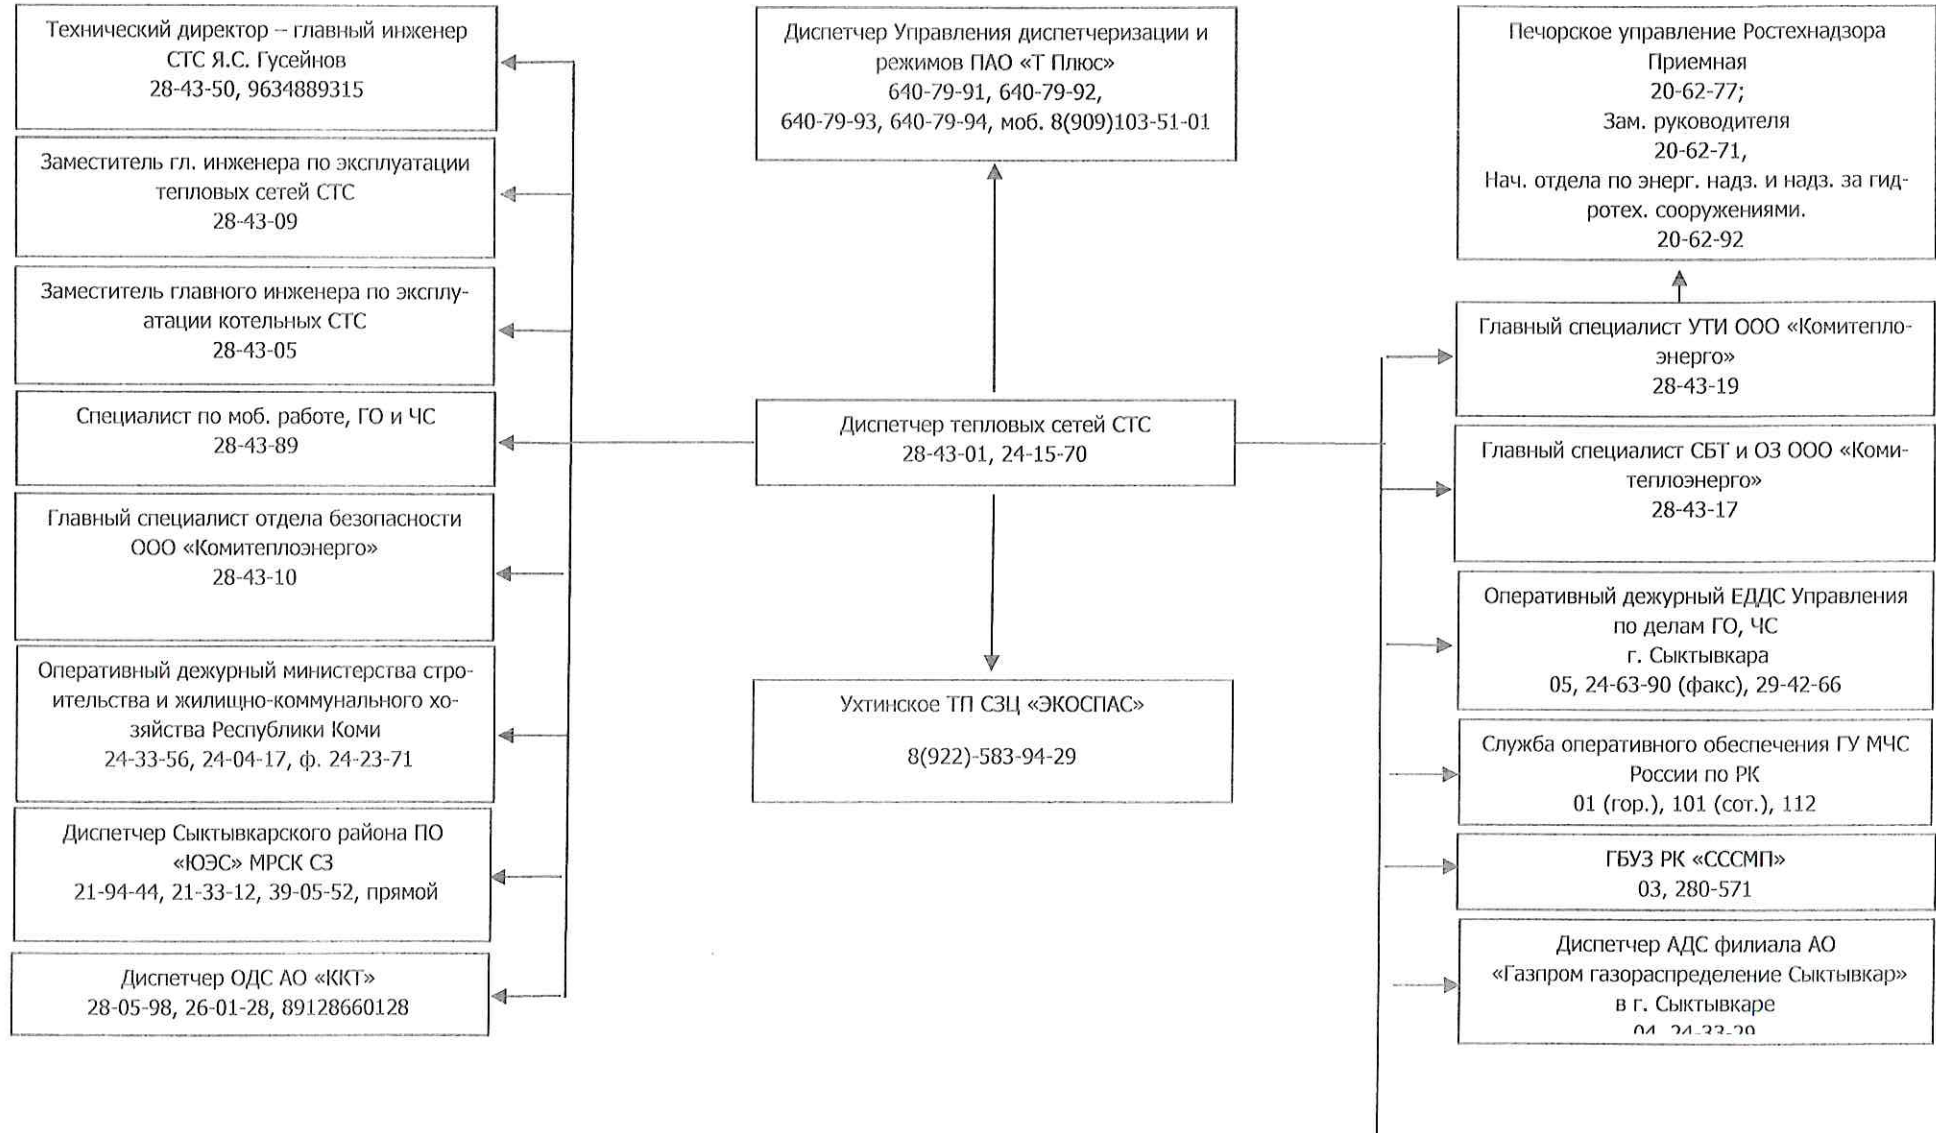 Технический директор – главный инженер
СТС Я.С. Гусейнов
28-43-50, 9634889315
Заместитель гл. инженера по эксплуатации
тепловых сетей СТС
28-43-09
Заместитель главного инженера по эксплу-
атации котельных СТС
28-43-05
Специалист по моб. работе, ГО и ЧС
28-43-89
Главный специалист отдела безопасности
ООО «Комитеплоэнерго»
28-43-10
Оперативный дежурный министерства стро-
ительства и жилищно-коммунального хо-
зяйства Республики Коми
24-33-56, 24-04-17, ф. 24-23-71
Диспетчер Сыктывкарского района ПО
«ЮЭС» МРСК СЗ
21-94-44, 21-33-12, 39-05-52, прямой
Диспетчер ОДС АО «ККТ»
28-05-98, 26-01-28, 89128660128
Диспетчер Управления диспетчеризации и
режимов ПАО «Т Плюс»
640-79-91, 640-79-92,
640-79-93, 640-79-94, моб. 8(909)103-51-01
Диспетчер тепловых сетей СТС
28-43-01, 24-15-70
Ухтинское ТП СЗЦ «ЭКОСПАС»
8(922)-583-94-29
Печорское управление Ростехнадзора
Приемная
20-62-77;
Зам. руководителя
20-62-71,
Нач. отдела по энерг. надз. и надз. за гид-
ротех. сооружениями.
20-62-92
Главный специалист УТИ ООО «Комитепло-
энерго»
28-43-19
Главный специалист СБТ и ОЗ ООО «Коми-
теплоэнерго»
28-43-17
Оперативный дежурный ЕДДС Управления
по делам ГО, ЧС
г. Сыктывкара
05, 24-63-90 (факс), 29-42-66
Служба оперативного обеспечения ГУ МЧС
России по РК
01 (гор.), 101 (сот.), 112
ГБУЗ РК «СССМП»
03, 280-571
Диспетчер АДС филиала АО
«Газпром газораспределение Сыктывкар»
в г. Сыктывкаре
04, 24-33-29